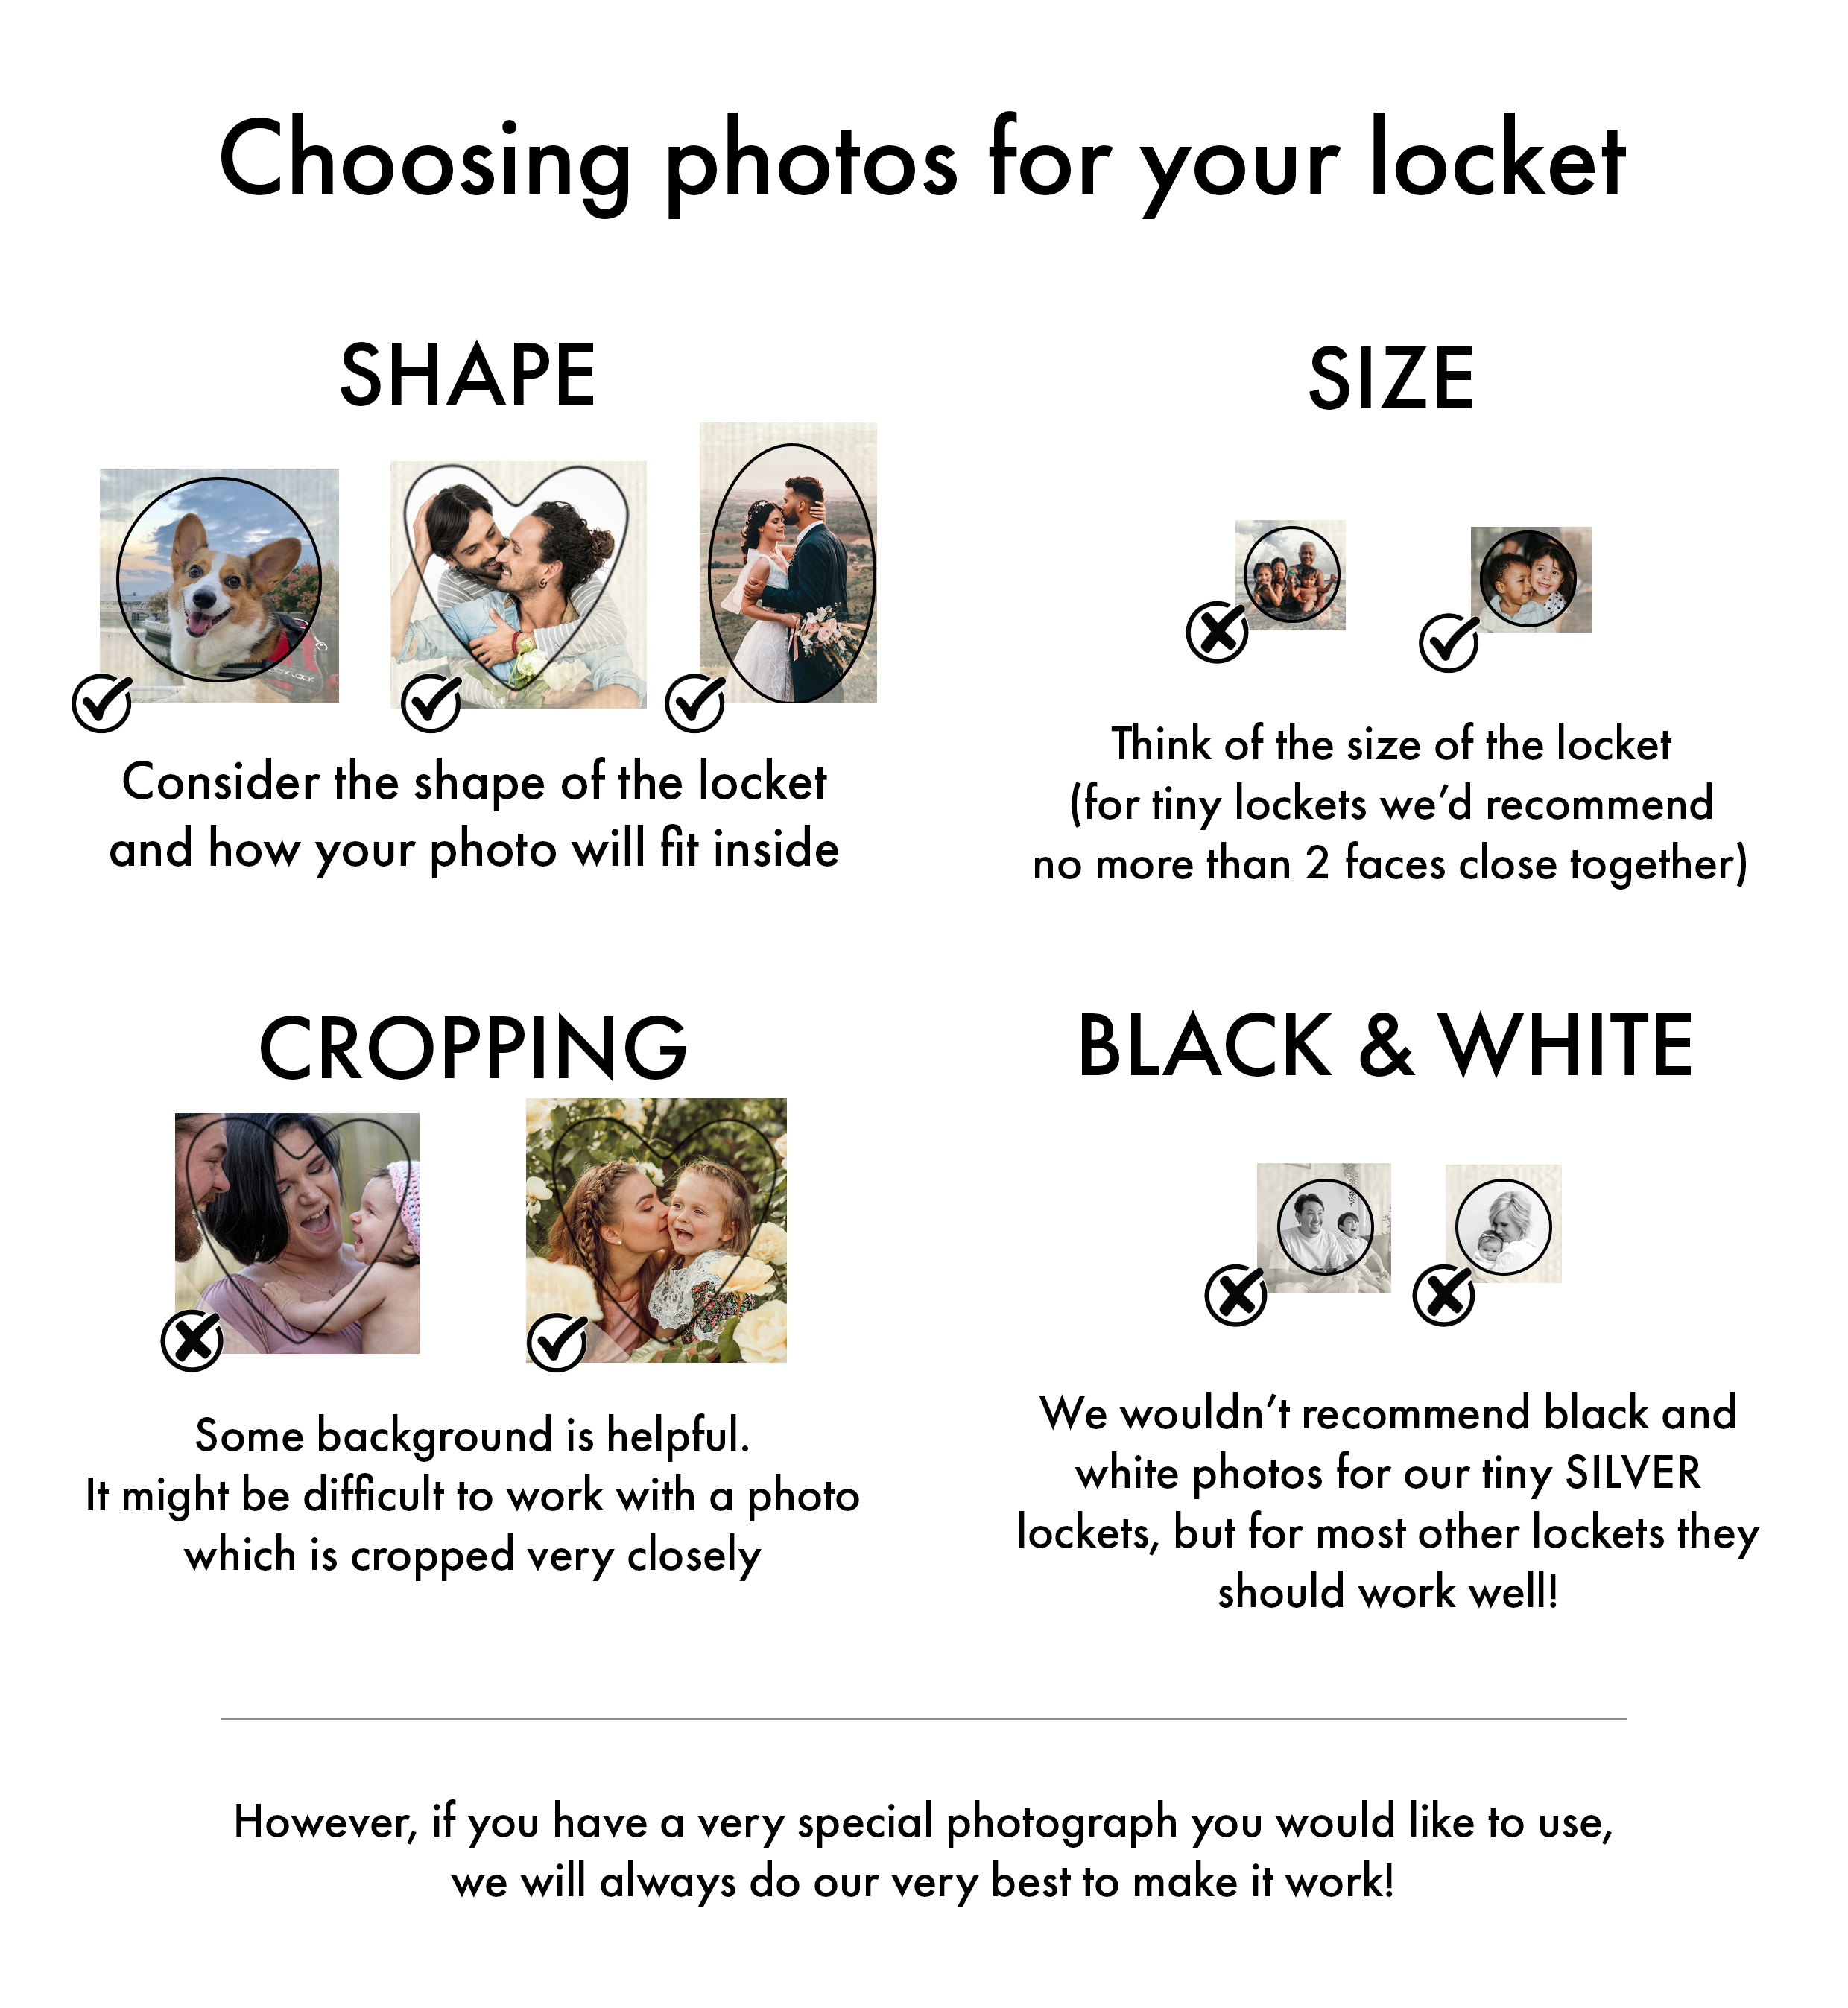 Choosing photos for your locket
SHAPE
Consider the shape of the locket
and how your photo will fit inside
SIZE
Think of the size of the locket
(for tiny lockets we’d recommend
no more than 2 faces close together)
CROPPING
Some background is helpful.
It might be difficult to work with a photo
which is cropped very closely
BLACK & WHITE
We wouldn’t recommend black and
white photos for our tiny SILVER
lockets, but for most other lockets they
should work well!
However, if you have a very special photograph you would like to use,
we will always do our very best to make it work!